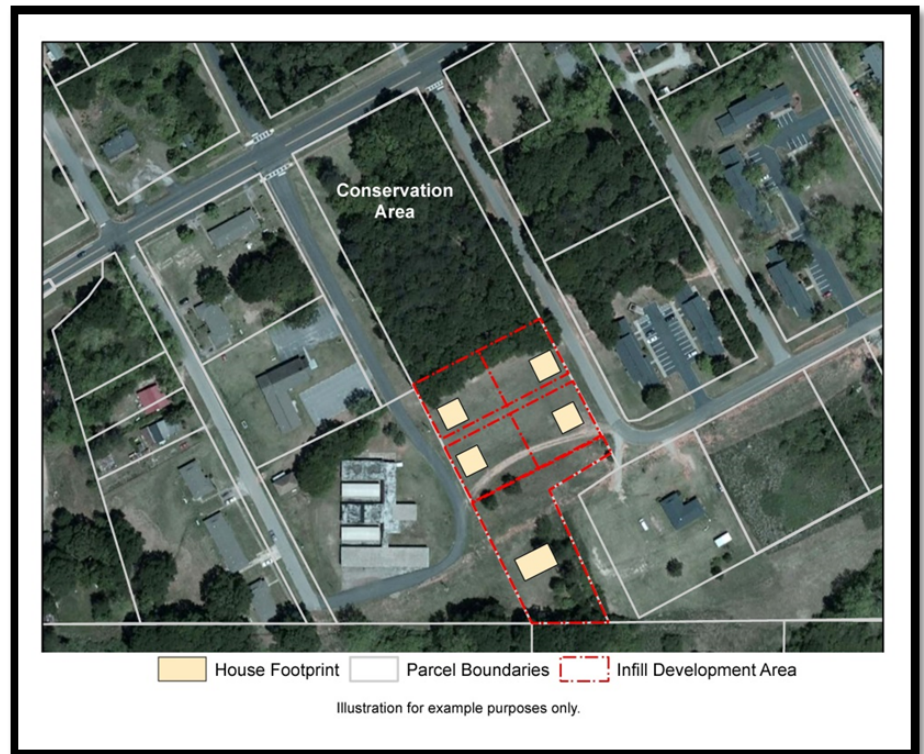 Conservation
Area
House Footprint
Parcel Boundaries
Infill Development Area
Illustration for example purposes only.